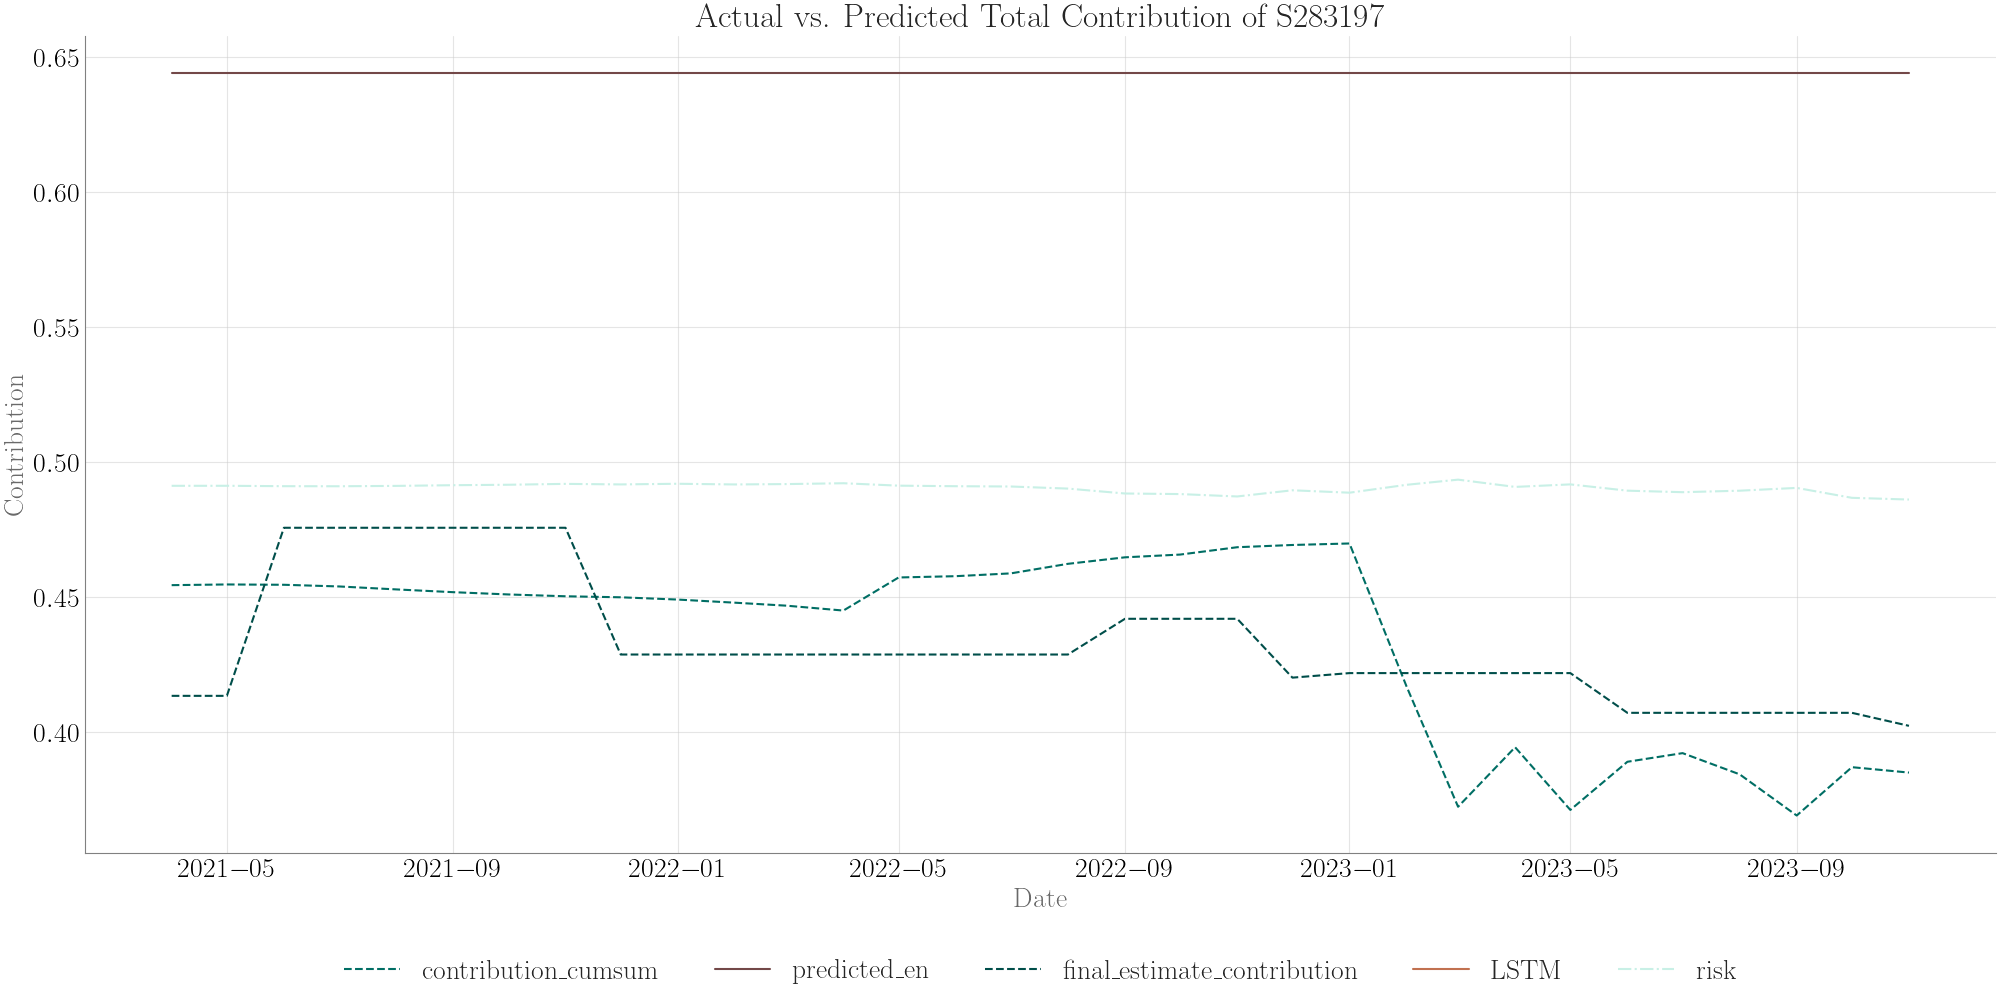 Actual vs. Predicted Total Contribution of S283197
0.65
0.60
0.55
0.50
0.45
0.40
Contribution
2021−05
2021−09
2022−01
2022−05
2022−09
2023−01
2023−05
2023−09
Date
contribution_cumsum
predicted_en
final_estimate_contribution
LSTM
risk